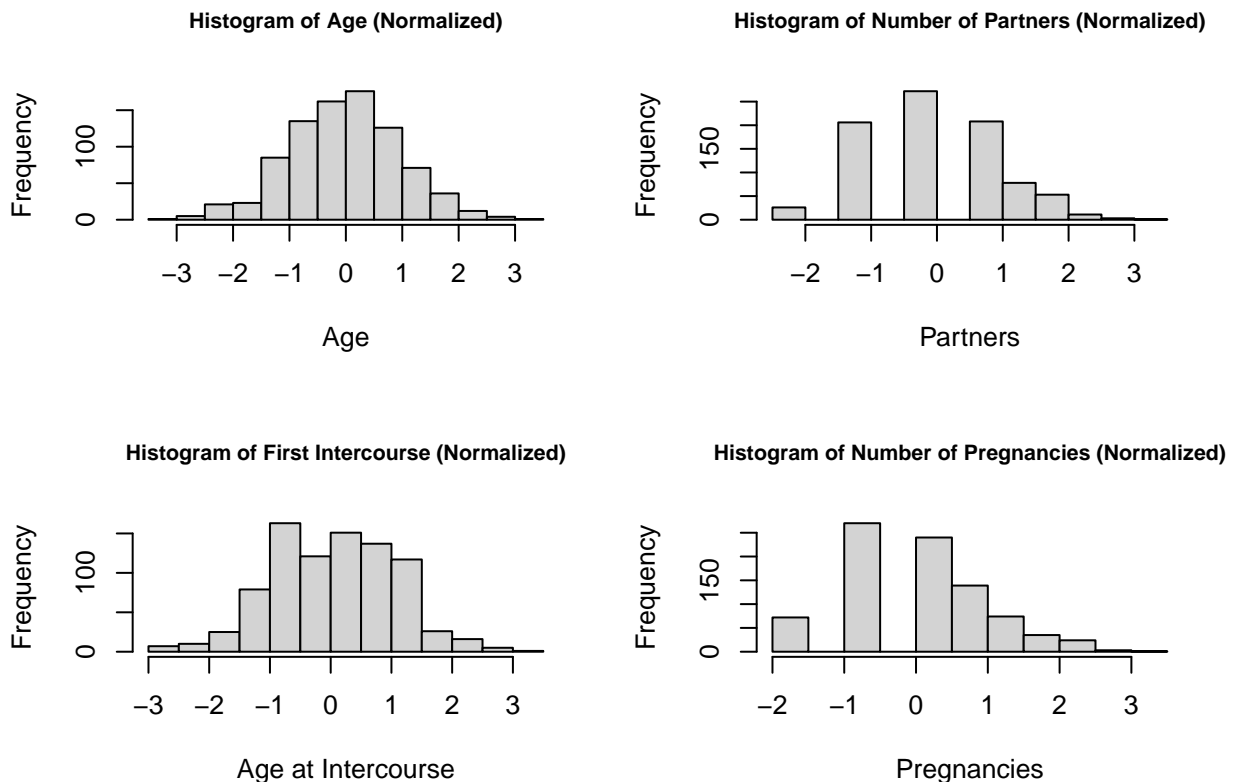 Histogram of Age (Normalized)
Frequency
0
100
−3 −2 −1 0 1 2 3
Age
Histogram of Number of Partners (Normalized)
Frequency
0
150
−2 −1 0 1 2 3
Partners
Histogram of First Intercourse (Normalized)
Frequency
0
100
−3 −2 −1 0 1 2 3
Age at Intercourse
Histogram of Number of Pregnancies (Normalized)
Frequency
0
150
−2 −1 0 1 2 3
Pregnancies